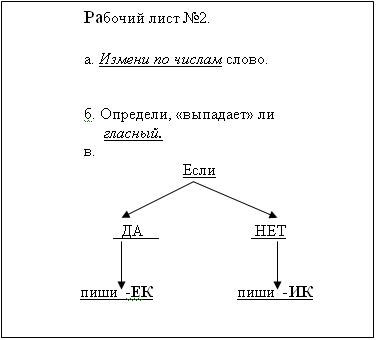 Рабочий лист №2.
а. Измени по числам слово.
б. Определи, «выпадает» ли
гласный.
в.
Если
ДА НЕТ
пиши -ЕК пиши -ИК